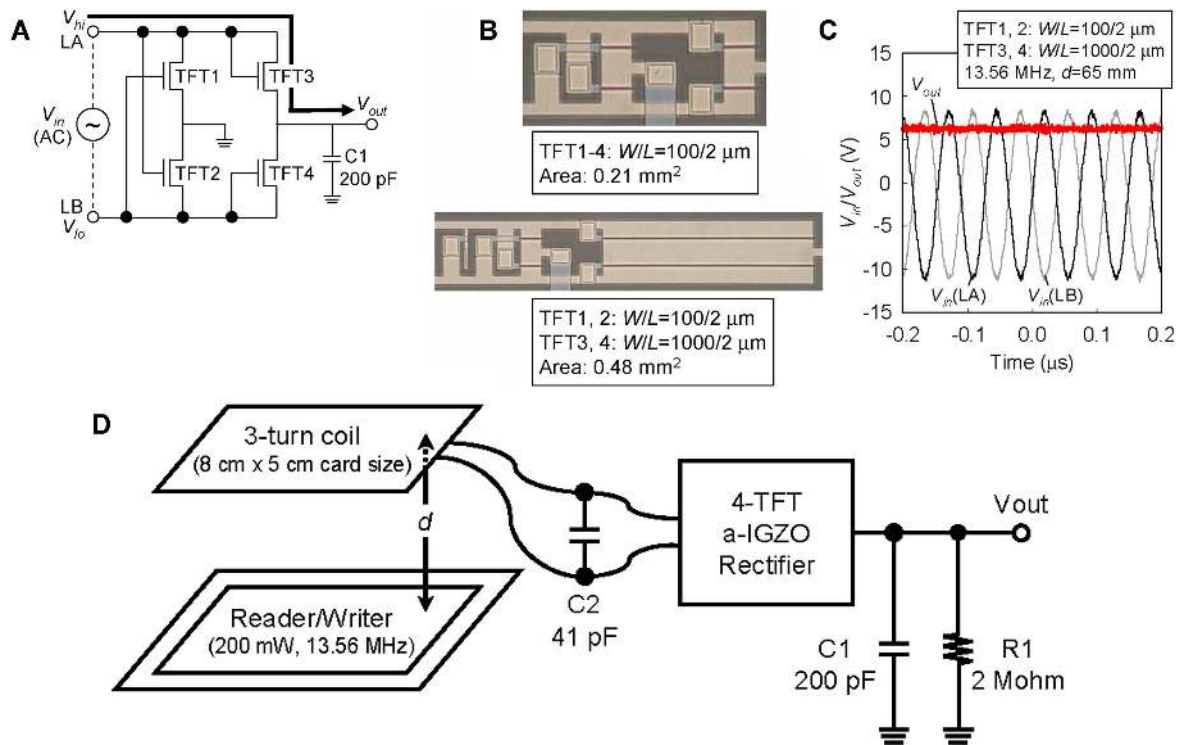 A
V_hi
LA
TFT1
TFT3
V_out
V_in
(AC)
~
C1
200 pF
TFT2
TFT4
LB
V_lo
B
TFT1-4: W/L=100/2 μm
Area: 0.21 mm²
TFT1, 2: W/L=100/2 μm
TFT3, 4: W/L=1000/2 μm
Area: 0.48 mm²
C
TFT1, 2: W/L=100/2 μm
TFT3, 4: W/L=1000/2 μm
13.56 MHz, d=65 mm
V_out
15
10
5
0
-5
-10
-15
V_in/V_out (V)
V_in(LA)
V_in(LB)
-0.2 -0.1 0.0 0.1 0.2
Time (μs)
D
3-turn coil
(8 cm x 5 cm card size)
d
Reader/Writer
(200 mW, 13.56 MHz)
C2
41 pF
4-TFT
a-IGZO
Rectifier
Vout
C1
200 pF
R1
2 Mohm